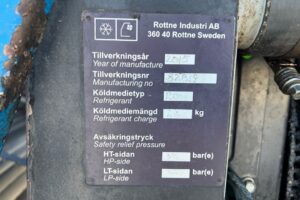 Rottne Industri AB
360 40 Rottne Sweden
Tillverkningsår
Year of manufacture
Tillverkningsnr
Manufacturing no
Köldmedietyp
Refrigerant
Köldmediemängd kg
Refrigerant charge
Avsäkringstryck
Safety relief pressure
HT-sidan bar(e)
HP-side
LT-sidan bar(e)
LP-side